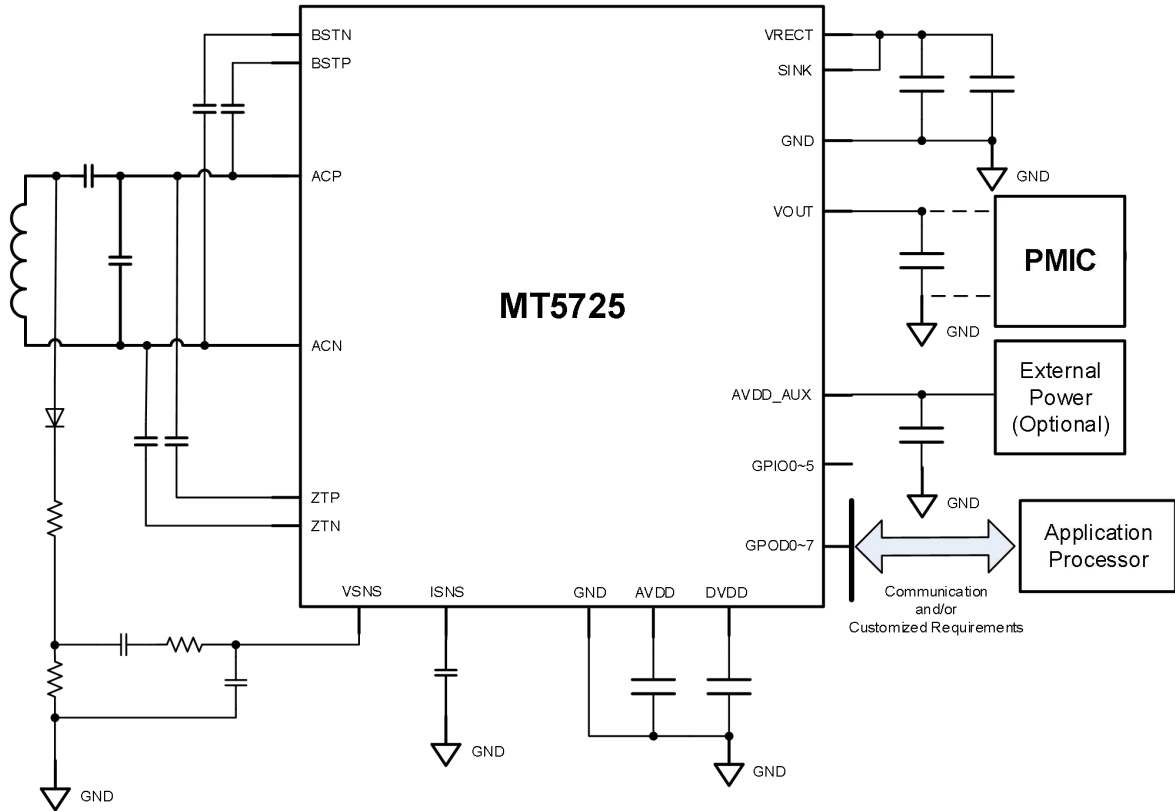 BSTN
BSTP
ACP
ACN
ZTP
ZTN
MT5725
VRECT
SINK
GND
GND
VOUT
PMIC
GND
AVDD_AUX
External
Power
(Optional)
GPIO0~5
GND
GPOD0~7
Application
Processor
Communication
and/or
Customized Requirements
VSNS
ISNS
GND
AVDD
DVDD
GND
GND
GND